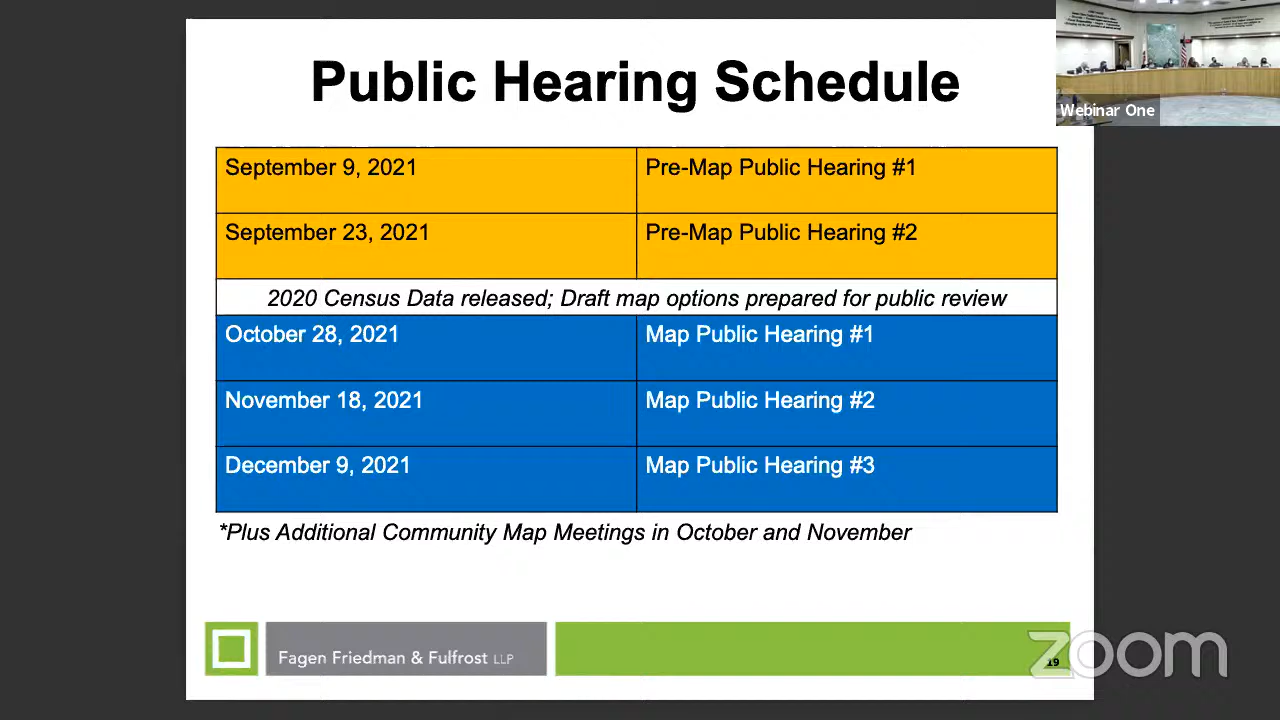 Public Hearing Schedule
Webinar One
September 9, 2021
Pre-Map Public Hearing #1
September 23, 2021
Pre-Map Public Hearing #2
2020 Census Data released; Draft map options prepared for public review
October 28, 2021
Map Public Hearing #1
November 18, 2021
Map Public Hearing #2
December 9, 2021
Map Public Hearing #3
*Plus Additional Community Map Meetings in October and November
Fagen Friedman & Fulfrost LLP
19
zoom